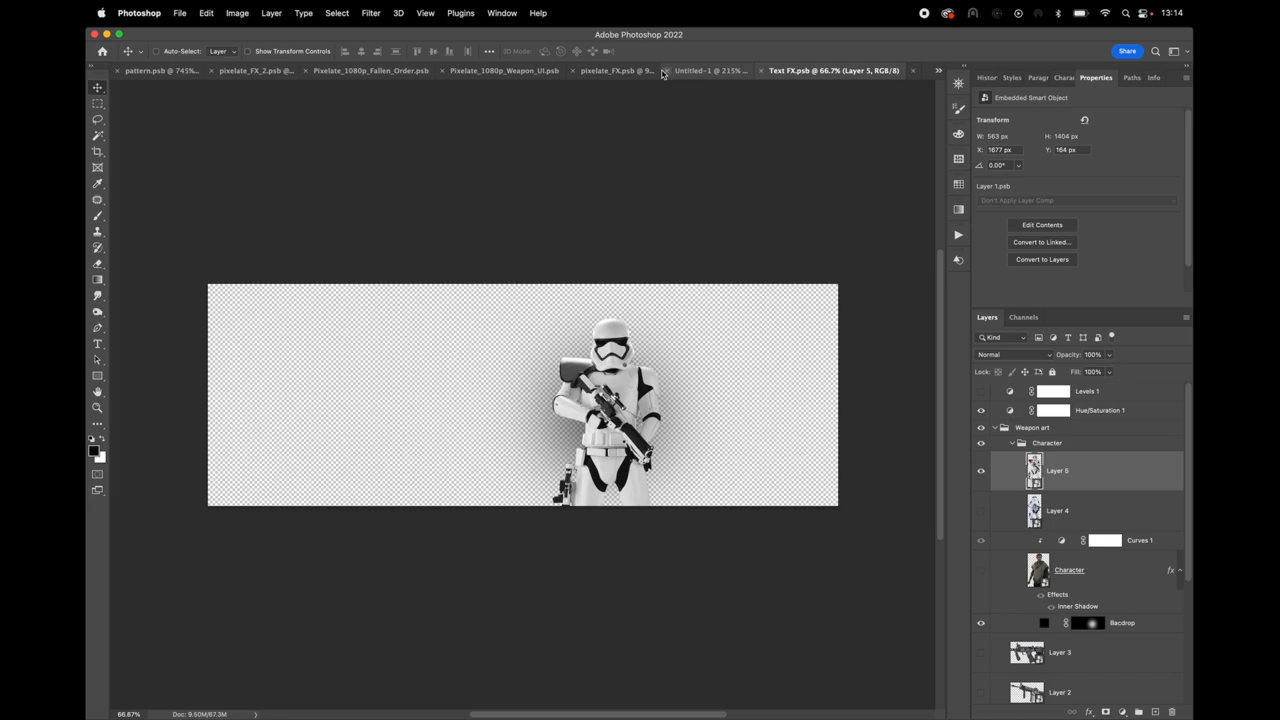 Photoshop File Edit Image Layer Type Select Filter 3D View Plugins Window Help 13:14
Adobe Photoshop 2022
Auto-Select: Layer Show Transform Controls 3D Mode: Share
pattern.psb @ 745%... pixelate_FX_2.psb @... Pixelate_1080p_Fallen_Order.psb Pixelate_1080p_Weapon_UI.psb pixelate_FX.psb @ 9... Untitled-1 @ 215% ... Text FX.psb @ 66.7% (Layer 5, RGB/8)
Histor Styles Paragr Charac Properties Paths Info
Embedded Smart Object
Transform
W: 563 px H: 1404 px
X: 1677 px Y: 164 px
0.00°
Layer 1.psb
Don't Apply Layer Comp
Edit Contents
Convert to Linked...
Convert to Layers
Layers Channels
Kind
Normal Opacity: 100%
Lock: Fill: 100%
Levels 1
Hue/Saturation 1
Weapon art
Character
Layer 5
Layer 4
Curves 1
Character fx
Effects
Inner Shadow
Bacdrop
Layer 3
Layer 2
66.67% Doc: 9.50M/67.3M
fx